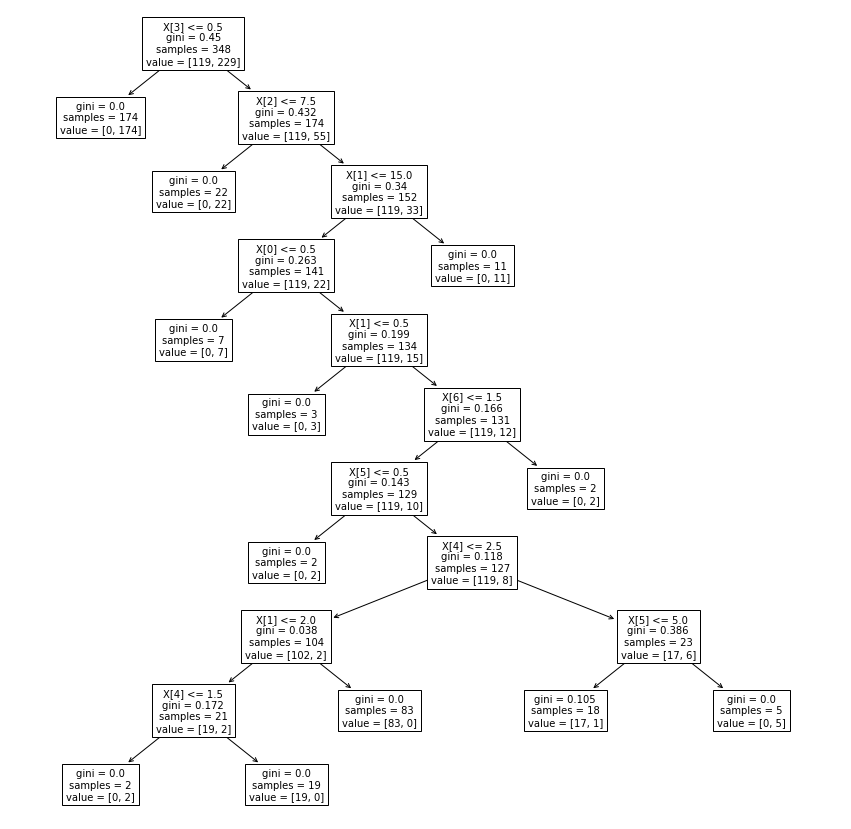 X[3] <= 0.5
gini = 0.45
samples = 348
value = [119, 229]
gini = 0.0
samples = 174
value = [0, 174]
X[2] <= 7.5
gini = 0.432
samples = 174
value = [119, 55]
gini = 0.0
samples = 22
value = [0, 22]
X[1] <= 15.0
gini = 0.34
samples = 152
value = [119, 33]
X[0] <= 0.5
gini = 0.263
samples = 141
value = [119, 22]
gini = 0.0
samples = 11
value = [0, 11]
gini = 0.0
samples = 7
value = [0, 7]
X[1] <= 0.5
gini = 0.199
samples = 134
value = [119, 15]
gini = 0.0
samples = 3
value = [0, 3]
X[6] <= 1.5
gini = 0.166
samples = 131
value = [119, 12]
X[5] <= 0.5
gini = 0.143
samples = 129
value = [119, 10]
gini = 0.0
samples = 2
value = [0, 2]
gini = 0.0
samples = 2
value = [0, 2]
X[4] <= 2.5
gini = 0.118
samples = 127
value = [119, 8]
X[1] <= 2.0
gini = 0.038
samples = 104
value = [102, 2]
X[5] <= 5.0
gini = 0.386
samples = 23
value = [17, 6]
X[4] <= 1.5
gini = 0.172
samples = 21
value = [19, 2]
gini = 0.0
samples = 83
value = [83, 0]
gini = 0.105
samples = 18
value = [17, 1]
gini = 0.0
samples = 5
value = [0, 5]
gini = 0.0
samples = 2
value = [0, 2]
gini = 0.0
samples = 19
value = [19, 0]